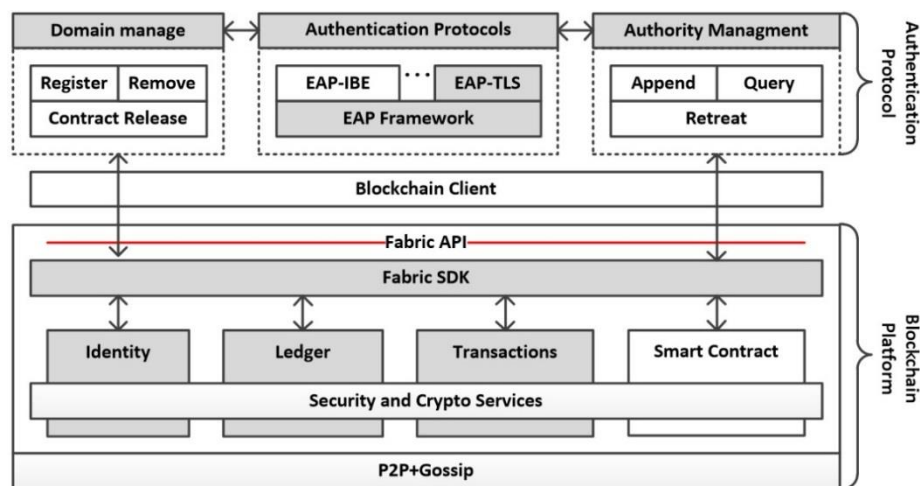 Domain manage
Authentication Protocols
Authority Managment
Register
Remove
Contract Release
EAP-IBE
...
EAP-TLS
EAP Framework
Append
Query
Retreat
Authentication
Protocol
Blockchain Client
Fabric API
Fabric SDK
Identity
Ledger
Transactions
Smart Contract
Security and Crypto Services
P2P+Gossip
Blockchain
Platform